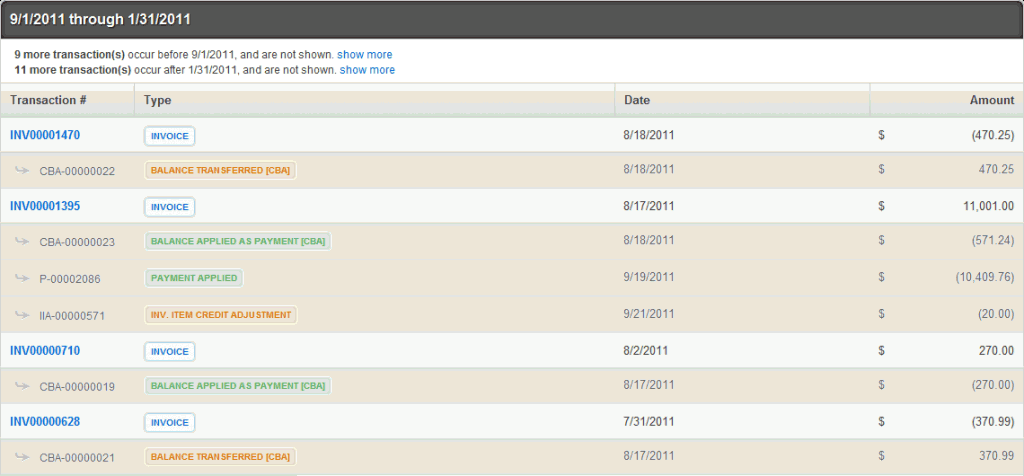 9/1/2011 through 1/31/2011
9 more transaction(s) occur before 9/1/2011, and are not shown. show more
11 more transaction(s) occur after 1/31/2011, and are not shown. show more
Transaction # Type Date Amount
INV00001470 INVOICE 8/18/2011 $ (470.25)
CBA-00000022 BALANCE TRANSFERRED [CBA] 8/18/2011 $ 470.25
INV00001395 INVOICE 8/17/2011 $ 11,001.00
CBA-00000023 BALANCE APPLIED AS PAYMENT [CBA] 8/18/2011 $ (571.24)
P-00002086 PAYMENT APPLIED 9/19/2011 $ (10,409.76)
IIA-00000571 INV. ITEM CREDIT ADJUSTMENT 9/21/2011 $ (20.00)
INV00000710 INVOICE 8/2/2011 $ 270.00
CBA-00000019 BALANCE APPLIED AS PAYMENT [CBA] 8/17/2011 $ (270.00)
INV00000628 INVOICE 7/31/2011 $ (370.99)
CBA-00000021 BALANCE TRANSFERRED [CBA] 8/17/2011 $ 370.99